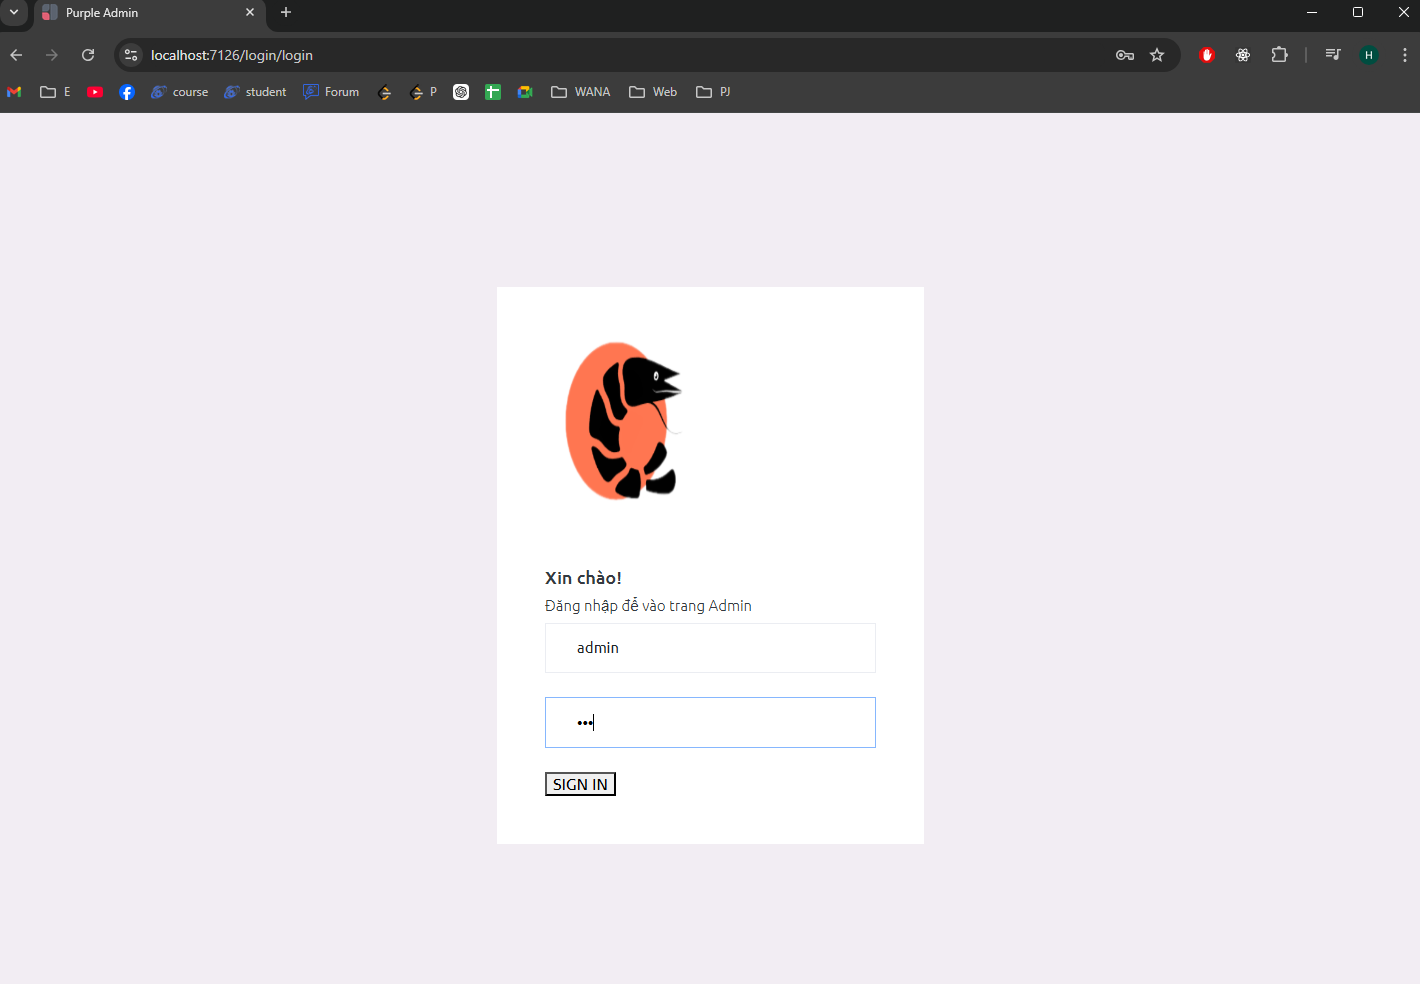 Purple Admin
localhost:7126/login/login
H
E
course
student
Forum
P
WANA
Web
PJ
Xin chào!
Đăng nhập để vào trang Admin
admin
•••
SIGN IN